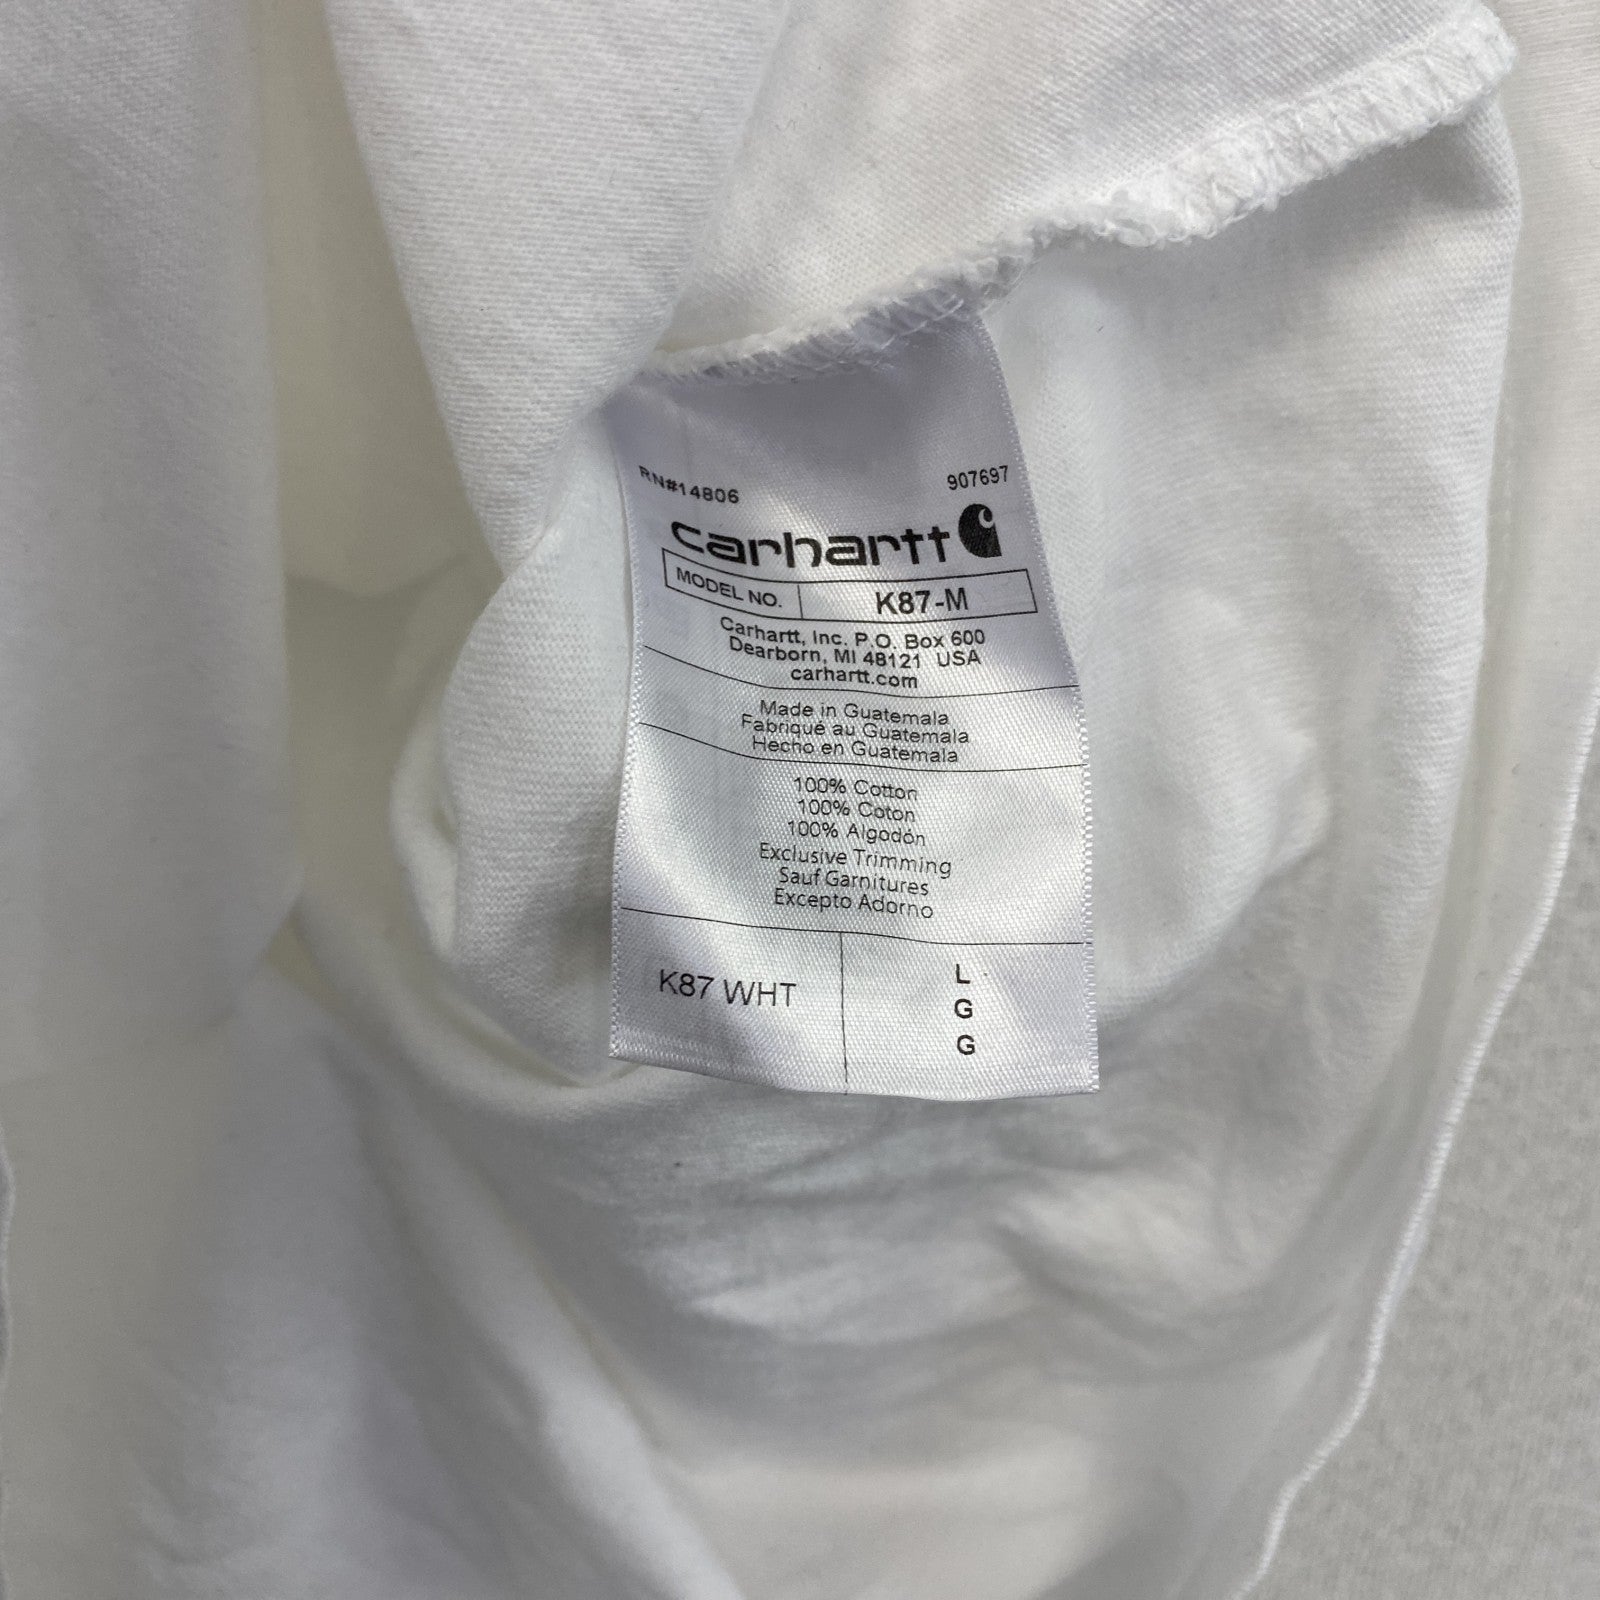 RN#14806 907697
carhartt
MODEL NO. K87-M
Carhartt, Inc. P.O. Box 600
Dearborn, MI 48121 USA
carhartt.com
Made in Guatemala
Fabriqué au Guatemala
Hecho en Guatemala
100% Cotton
100% Coton
100% Algodón
Exclusive Trimming
Sauf Garnitures
Excepto Adorno
K87 WHT
L
G
G